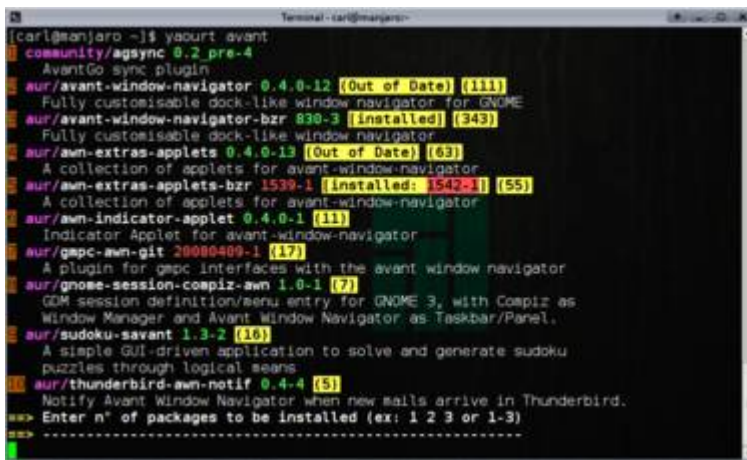 Terminal - carl@manjaro:~
[carl@manjaro ~]$ yaourt avant
1 community/agsync 0.2_pre-4
AvantGo sync plugin
2 aur/avant-window-navigator 0.4.0-12 (Out of Date) (111)
Fully customisable dock-like window navigator for GNOME
3 aur/avant-window-navigator-bzr 830-3 [installed] (343)
Fully customisable dock-like window navigator
4 aur/awn-extras-applets 0.4.0-13 (Out of Date) (63)
A collection of applets for avant-window-navigator
5 aur/awn-extras-applets-bzr 1539-1 [installed: 1542-1] (55)
A collection of applets for avant-window-navigator
6 aur/awn-indicator-applet 0.4.0-1 (11)
Indicator Applet for avant-window-navigator
7 aur/gmpc-awn-git 20080409-1 (17)
A plugin for gmpc interfaces with the avant window navigator
8 aur/gnome-session-compiz-awn 1.0-1 (7)
GDM session definition/menu entry for GNOME 3, with Compiz as
Window Manager and Avant Window Navigator as Taskbar/Panel.
9 aur/sudoku-savant 1.3-2 (16)
A simple GUI-driven application to solve and generate sudoku
puzzles through logical means
10 aur/thunderbird-awn-notif 0.4-4 (5)
Notify Avant Window Navigator when new mails arrive in Thunderbird.
==> Enter n° of packages to be installed (ex: 1 2 3 or 1-3)
==> -------------------------------------------------------